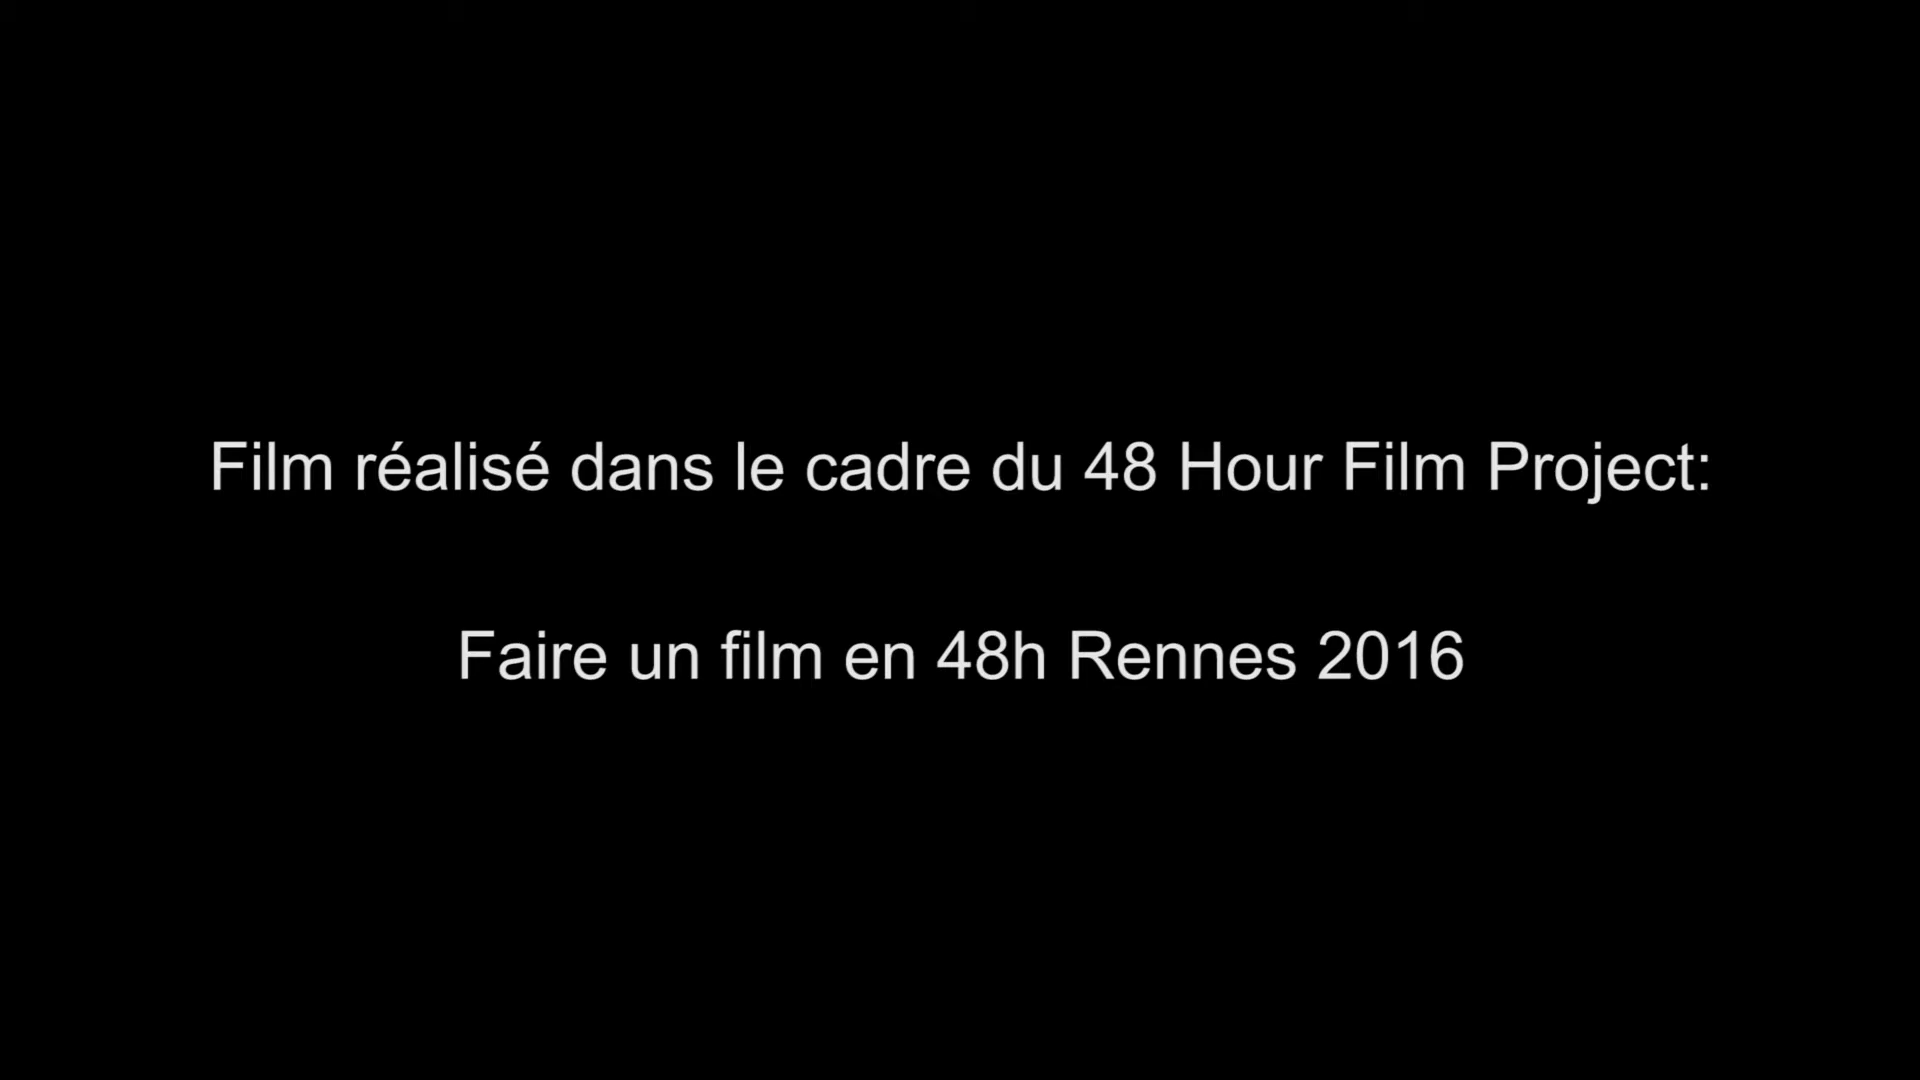 Film réalisé dans le cadre du 48 Hour Film Project:
Faire un film en 48h Rennes 2016